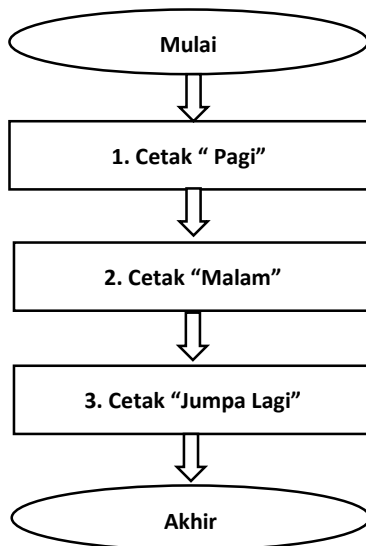 Mulai
1. Cetak “ Pagi”
2. Cetak “Malam”
3. Cetak “Jumpa Lagi”
Akhir